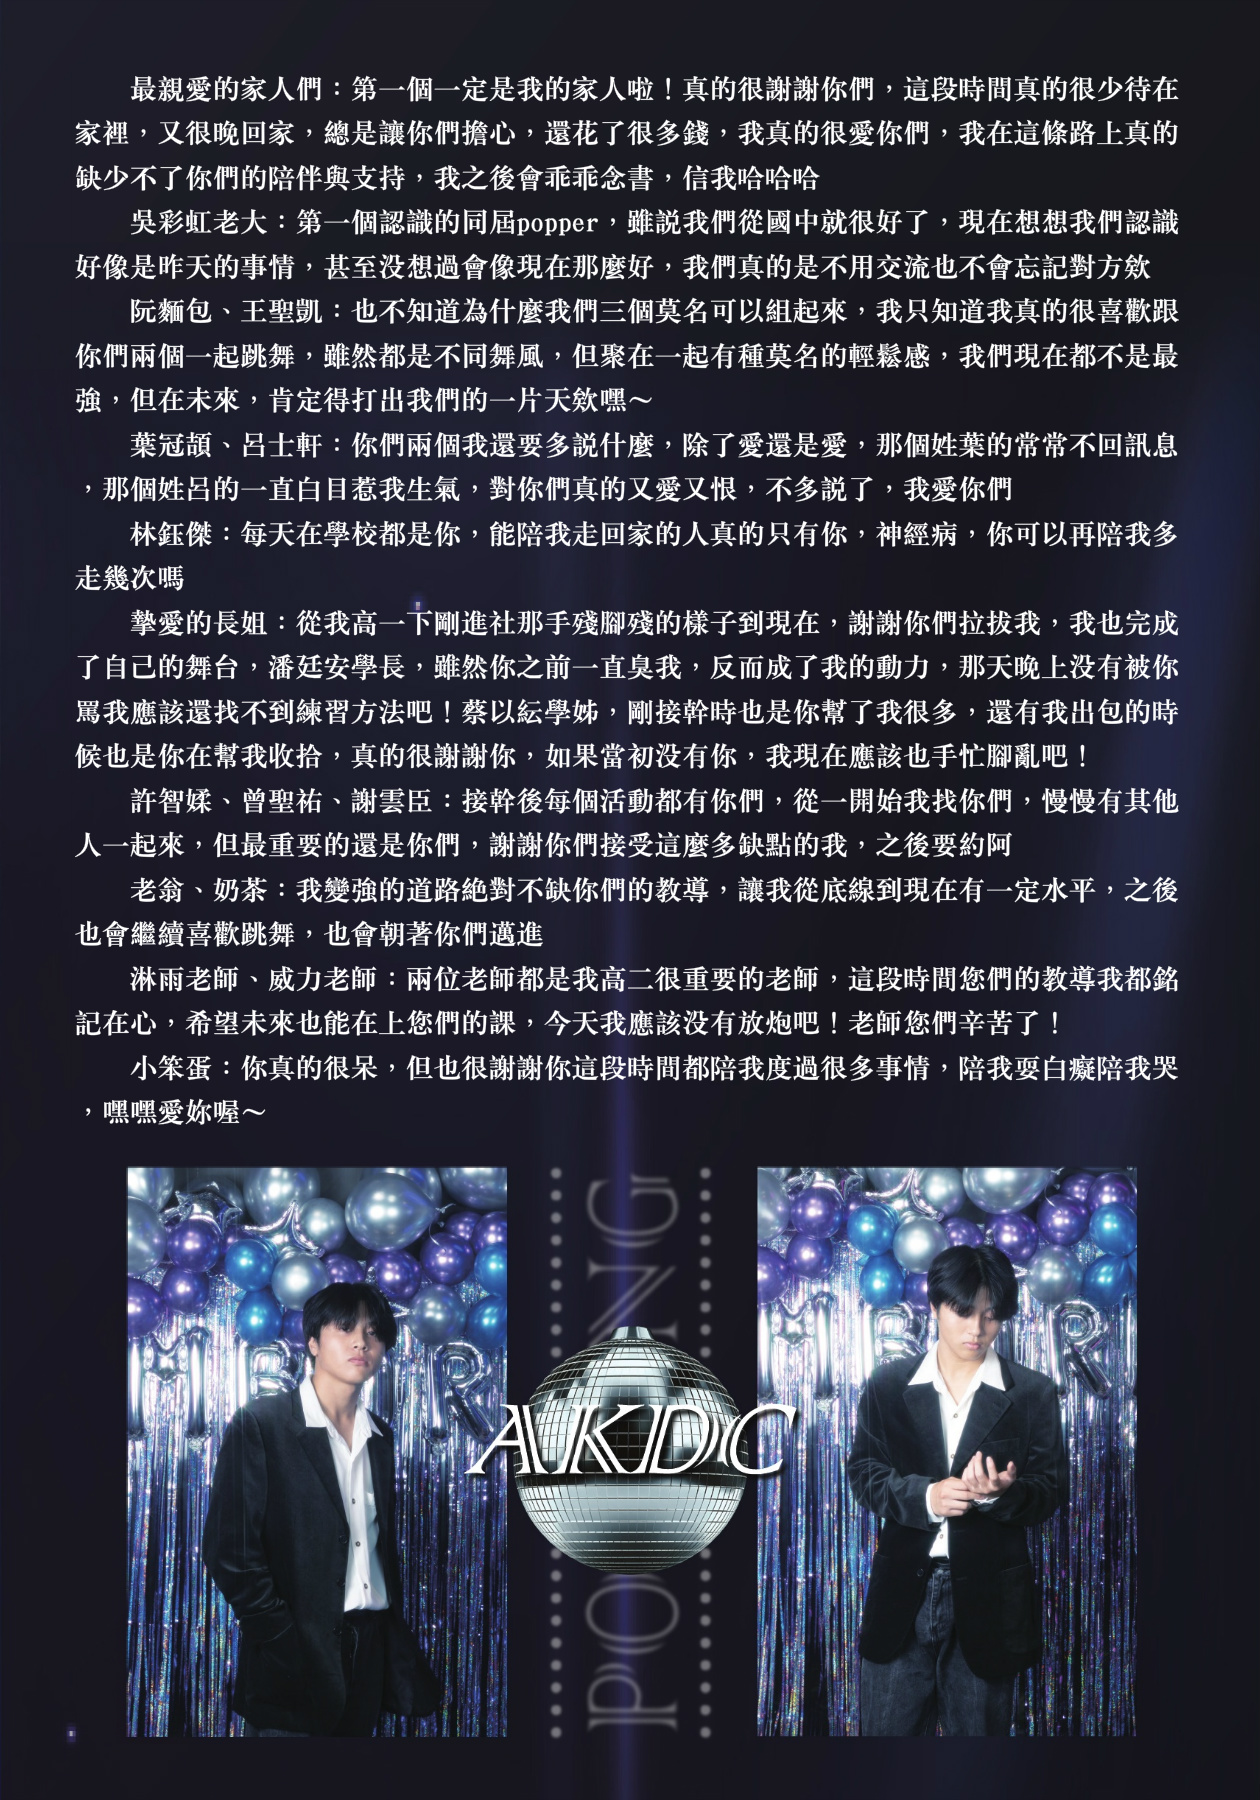 最親愛的家人們：第一個一定是我的家人啦！真的很謝謝你們，這段時間真的很少待在
家裡，又很晚回家，總是讓你們擔心，還花了很多錢，我真的很愛你們，我在這條路上真的
缺少不了你們的陪伴與支持，我之後會乖乖念書，信我哈哈哈
吳彩虹老大：第一個認識的同屆popper，雖説我們從國中就很好了，現在想想我們認識
好像是昨天的事情，甚至没想過會像現在那麼好，我們真的是不用交流也不會忘記對方欸
阮麵包、王聖凱：也不知道為什麼我們三個莫名可以組起來，我只知道我真的很喜歡跟
你們兩個一起跳舞，雖然都是不同舞風，但聚在一起有種莫名的輕鬆感，我們現在都不是最
強，但在未來，肯定得打出我們的一片天欸嘿～
葉冠頡、呂士軒：你們兩個我還要多説什麼，除了愛還是愛，那個姓葉的常常不回訊息
，那個姓呂的一直白目惹我生氣，對你們真的又愛又恨，不多説了，我愛你們
林鈺傑：每天在學校都是你，能陪我走回家的人真的只有你，神經病，你可以再陪我多
走幾次嗎
摯愛的長姐：從我高一下剛進社那手殘腳殘的樣子到現在，謝謝你們拉拔我，我也完成
了自己的舞台，潘廷安學長，雖然你之前一直臭我，反而成了我的動力，那天晚上没有被你
罵我應該還找不到練習方法吧！蔡以紜學姊，剛接幹時也是你幫了我很多，還有我出包的時
候也是你在幫我收拾，真的很謝謝你，如果當初没有你，我現在應該也手忙腳亂吧！
許智媃、曾聖祐、謝雲臣：接幹後每個活動都有你們，從一開始我找你們，慢慢有其他
人一起來，但最重要的還是你們，謝謝你們接受這麼多缺點的我，之後要約阿
老翁、奶茶：我變強的道路絶對不缺你們的教導，讓我從底線到現在有一定水平，之後
也會繼續喜歡跳舞，也會朝著你們邁進
淋雨老師、威力老師：兩位老師都是我高二很重要的老師，這段時間您們的教導我都銘
記在心，希望未來也能在上您們的課，今天我應該没有放炮吧！老師您們辛苦了！
小笨蛋：你真的很呆，但也很謝謝你這段時間都陪我度過很多事情，陪我耍白癡陪我哭
，嘿嘿愛妳喔～
AKDC